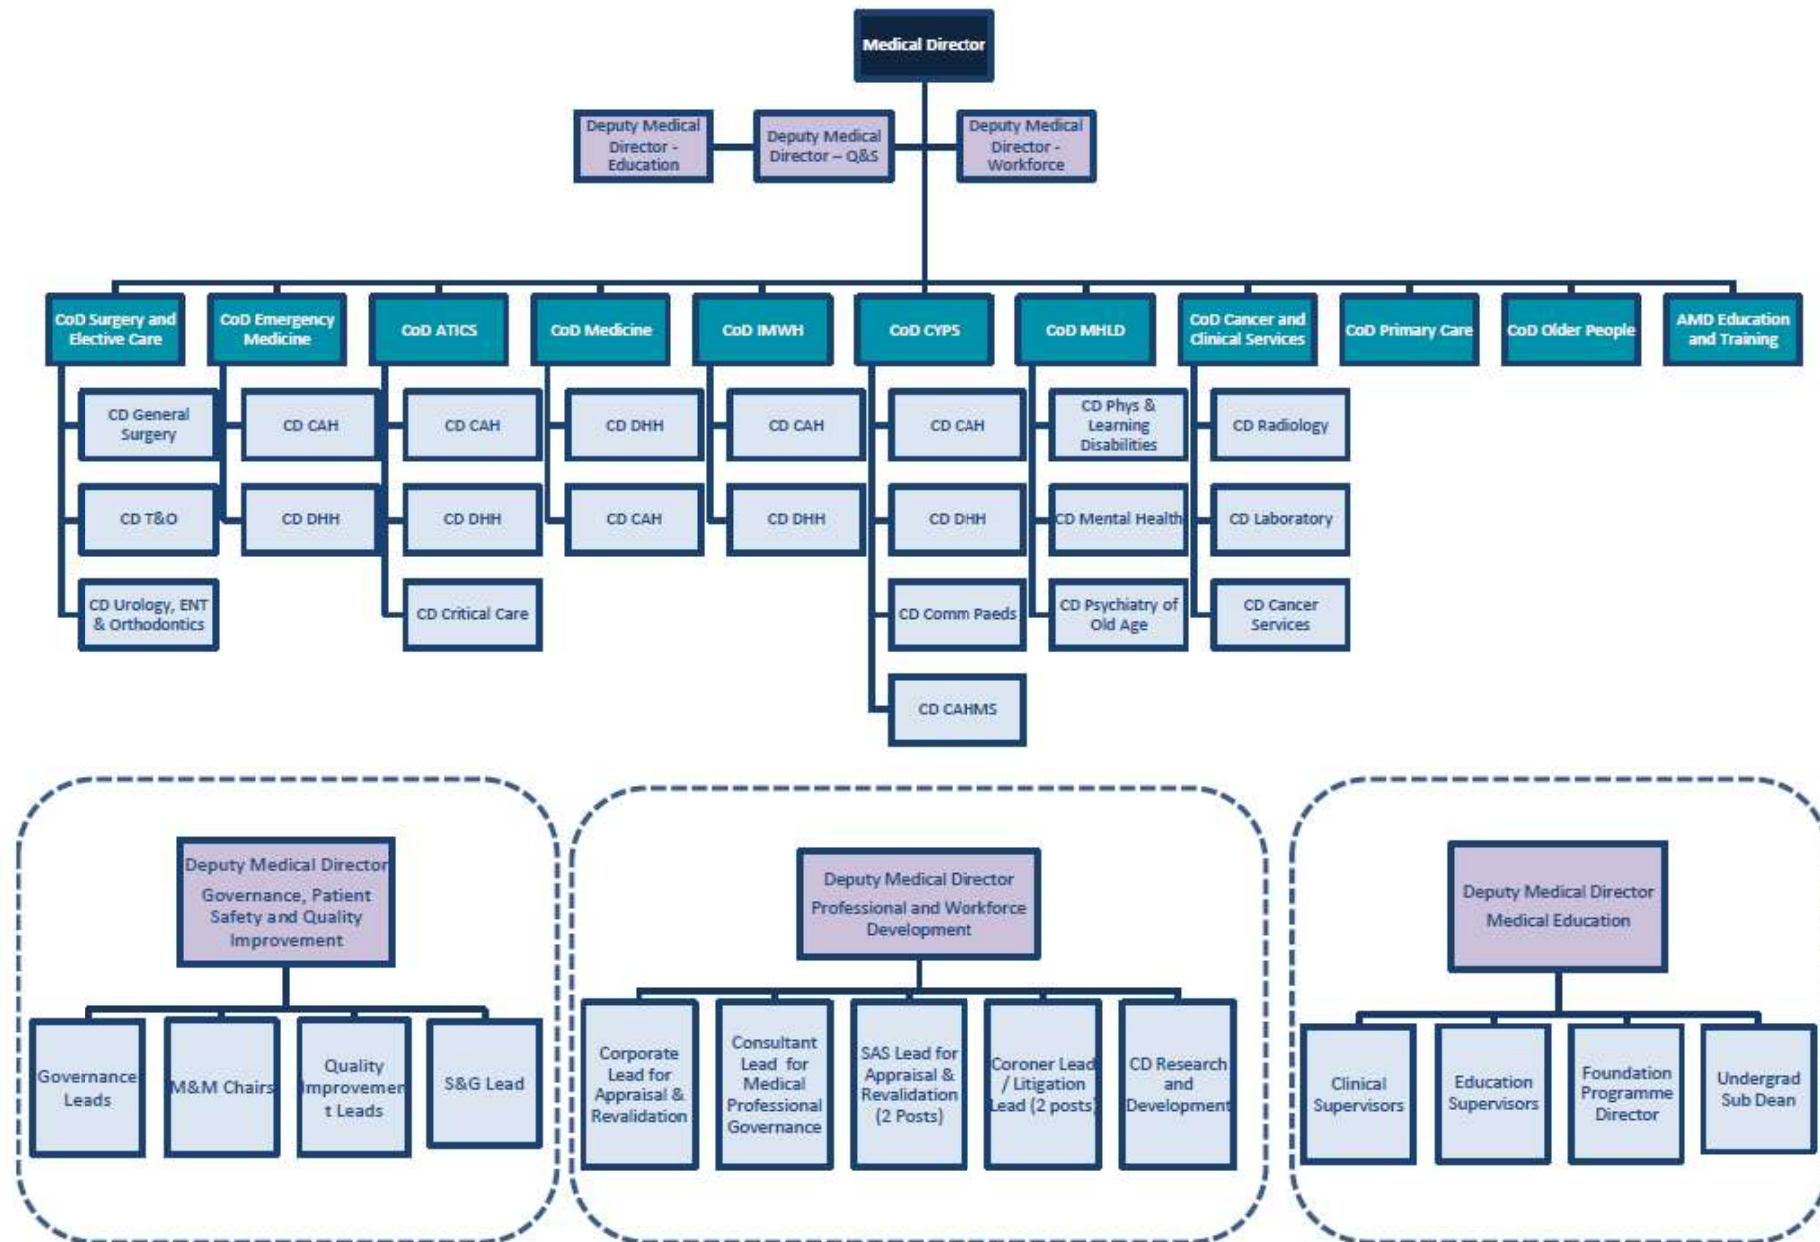 Medical Director
Deputy Medical
Director -
Education
Deputy Medical
Director – Q&S
Deputy Medical
Director -
Workforce
CoD Surgery and
Elective Care
CoD Emergency
Medicine
CoD ATICS
CoD Medicine
CoD IMWH
CoD CYPS
CoD MHLD
CoD Cancer and
Clinical Services
CoD Primary Care
CoD Older People
AMD Education
and Training
CD General
Surgery
CD T&O
CD Urology, ENT
& Orthodontics
CD CAH
CD DHH
CD CAH
CD DHH
CD Critical Care
CD DHH
CD CAH
CD CAH
CD DHH
CD CAH
CD DHH
CD Comm Paeds
CD CAHMS
CD Phys &
Learning
Disabilities
CD Mental Health
CD Psychiatry of
Old Age
CD Radiology
CD Laboratory
CD Cancer
Services
Deputy Medical Director
Governance, Patient
Safety and Quality
Improvement
Governance
Leads
M&M Chairs
Quality
Improvemen
t Leads
S&G Lead
Deputy Medical Director
Professional and Workforce
Development
Corporate
Lead for
Appraisal &
Revalidation
Consultant
Lead for
Medical
Professional
Governance
SAS Lead for
Appraisal &
Revalidation
(2 Posts)
Coroner Lead
/ Litigation
Lead (2 posts)
CD Research
and
Development
Deputy Medical Director
Medical Education
Clinical
Supervisors
Education
Supervisors
Foundation
Programme
Director
Undergrad
Sub Dean